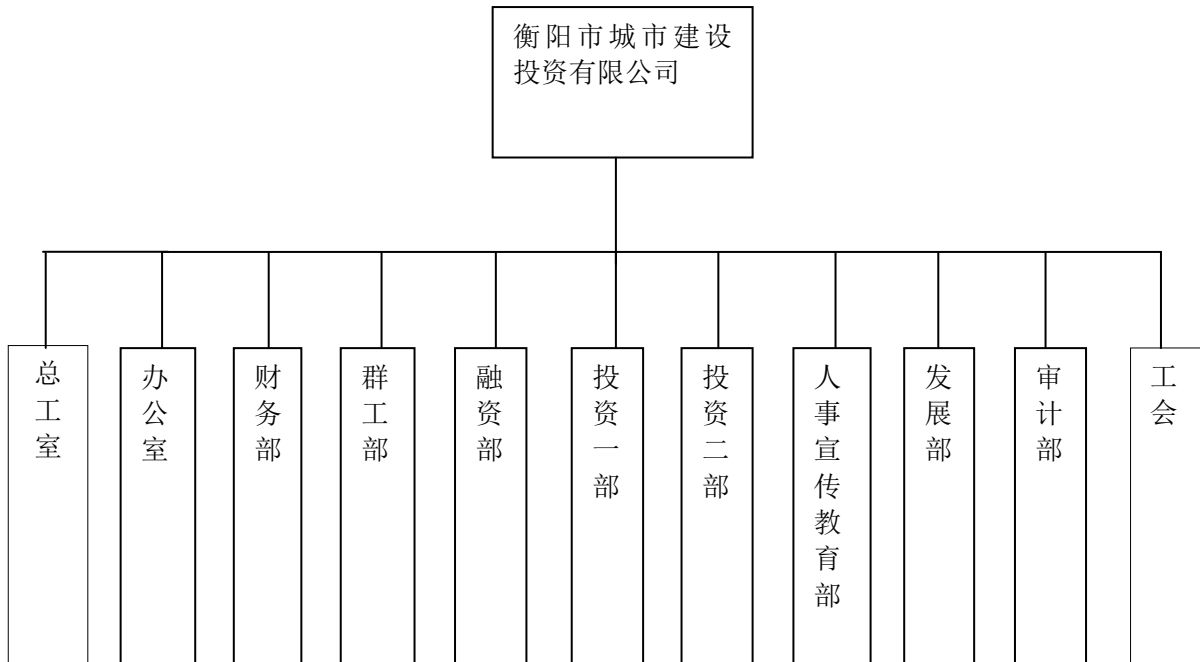 衡阳市城市建设
投资有限公司
总工室
办公室
财务部
群工部
融资部
投资一部
投资二部
人事宣传教育部
发展部
审计部
工会